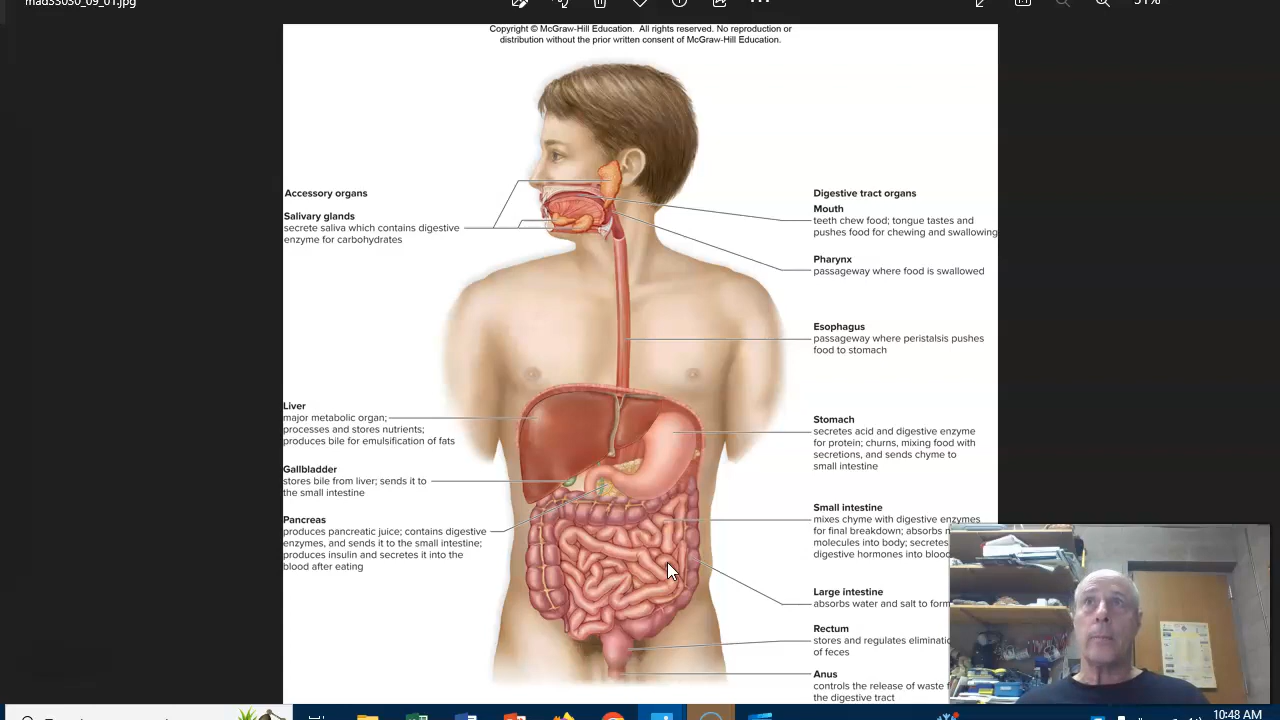 mad33030_09_01.jpg
Copyright © McGraw-Hill Education. All rights reserved. No reproduction or
distribution without the prior written consent of McGraw-Hill Education.
Accessory organs
Salivary glands
secrete saliva which contains digestive
enzyme for carbohydrates
Liver
major metabolic organ;
processes and stores nutrients;
produces bile for emulsification of fats
Gallbladder
stores bile from liver; sends it to
the small intestine
Pancreas
produces pancreatic juice; contains digestive
enzymes, and sends it to the small intestine;
produces insulin and secretes it into the
blood after eating
Digestive tract organs
Mouth
teeth chew food; tongue tastes and
pushes food for chewing and swallowing
Pharynx
passageway where food is swallowed
Esophagus
passageway where peristalsis pushes
food to stomach
Stomach
secretes acid and digestive enzyme
for protein; churns, mixing food with
secretions, and sends chyme to
small intestine
Small intestine
mixes chyme with digestive enzymes
for final breakdown; absorbs
molecules into body; secretes
digestive hormones into
Large intestine
absorbs water and salt to form
Rectum
stores and regulates
of feces
Anus
controls the release of waste
the digestive tract
10:48 AM